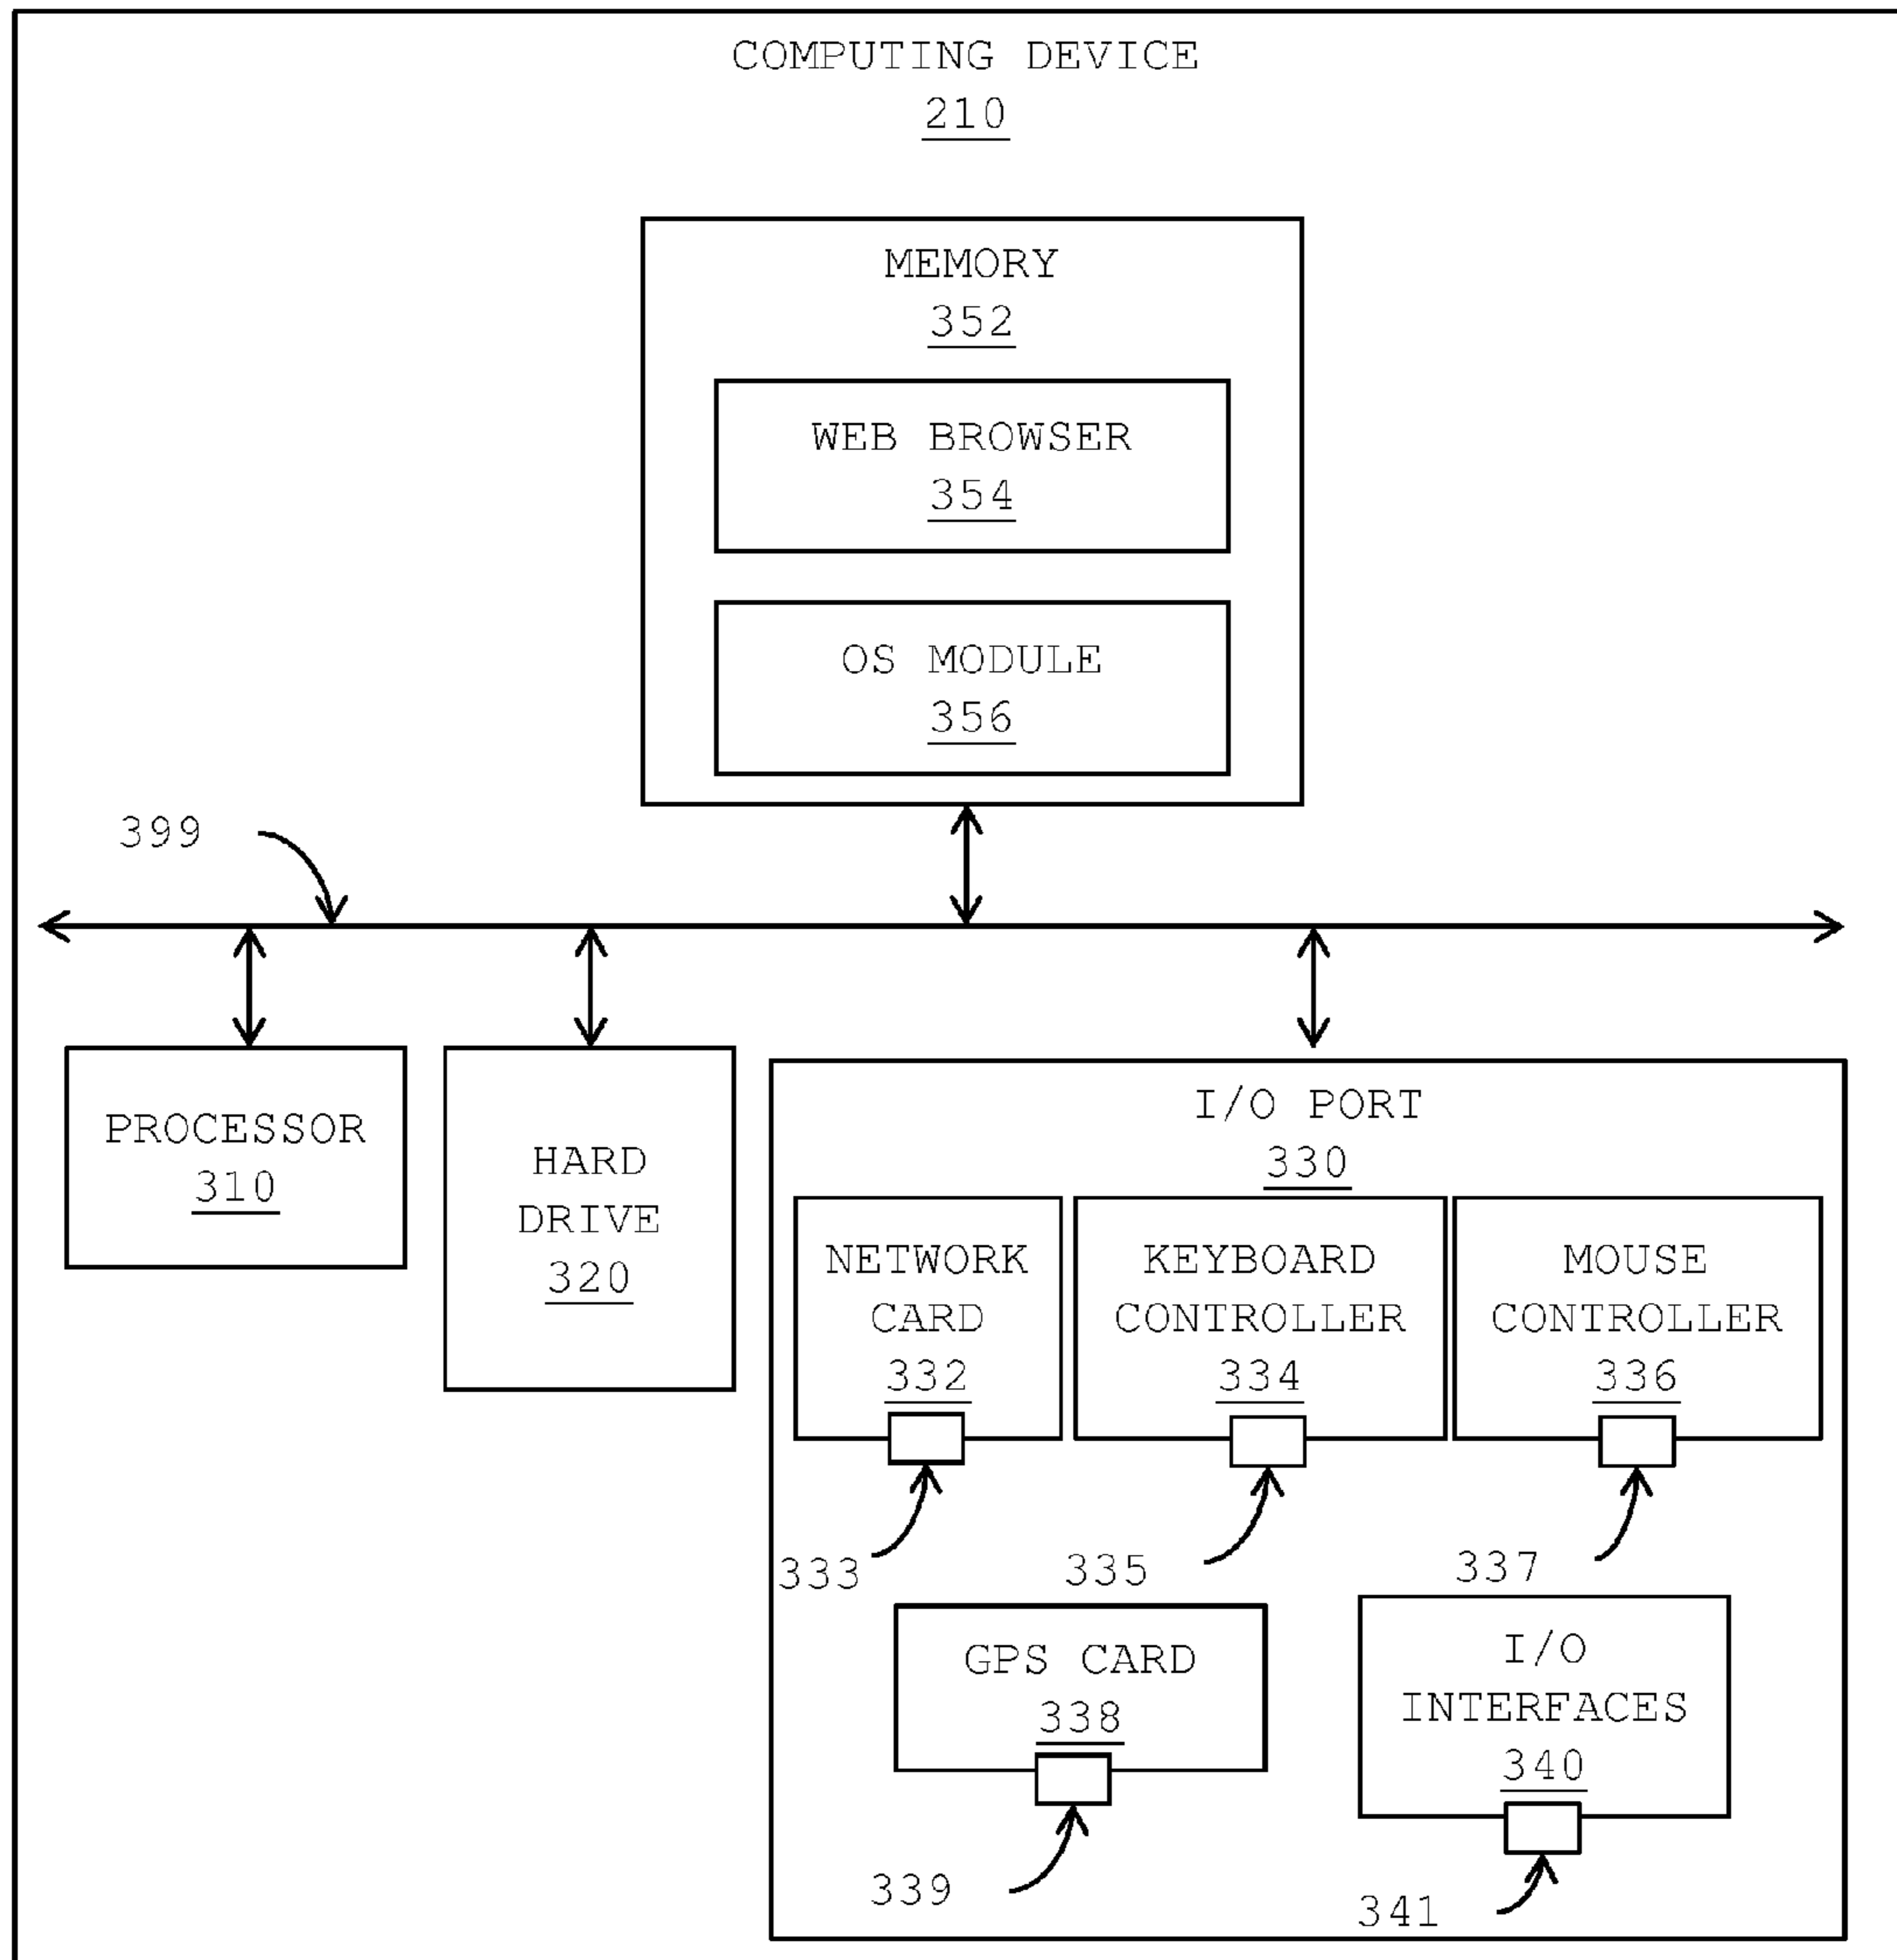 COMPUTING DEVICE
210
MEMORY
352
WEB BROWSER
354
OS MODULE
356
399
PROCESSOR
310
HARD
DRIVE
320
I/O PORT
330
NETWORK
CARD
332
KEYBOARD
CONTROLLER
334
MOUSE
CONTROLLER
336
333
335
337
GPS CARD
338
I/O
INTERFACES
340
339
341